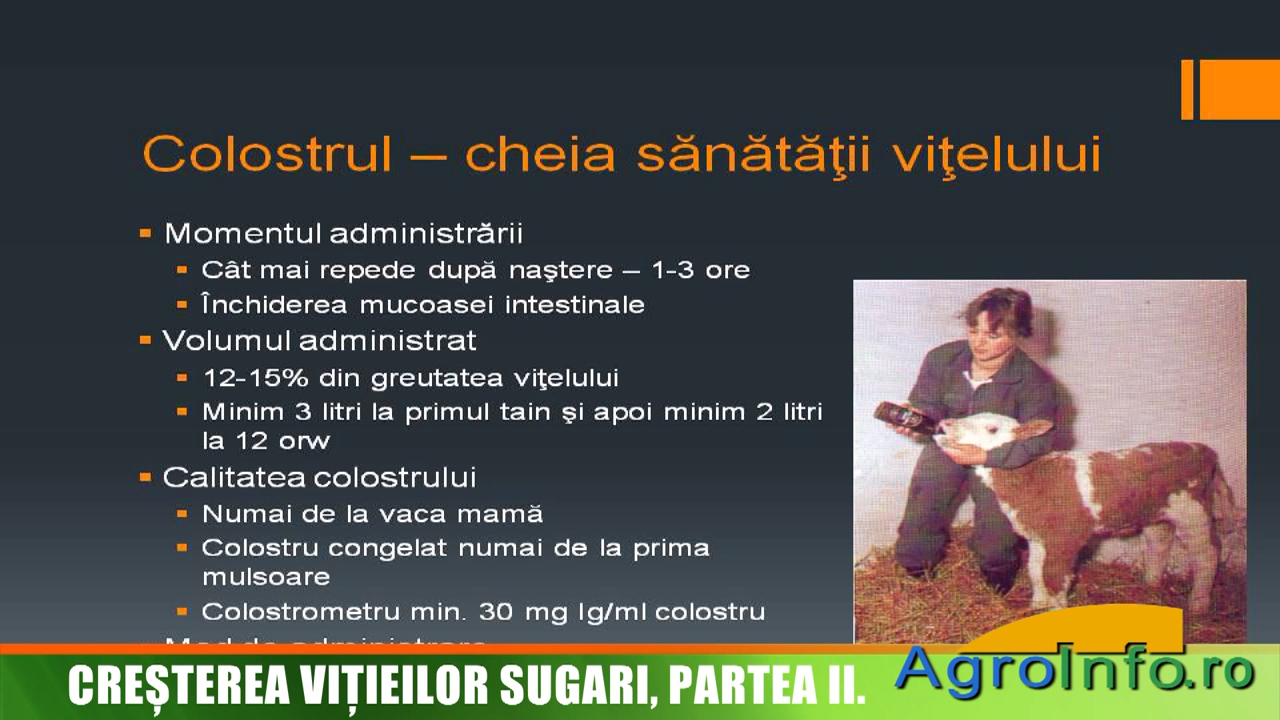 Colostrul – cheia sănătăţii viţelului
Momentul administrării
Cât mai repede după naştere – 1-3 ore
Închiderea mucoasei intestinale
Volumul administrat
12-15% din greutatea viţelului
Minim 3 litri la primul tain şi apoi minim 2 litri
la 12 orw
Calitatea colostrului
Numai de la vaca mamă
Colostru congelat numai de la prima
mulsoare
Colostrometru min. 30 mg Ig/ml colostru
CREȘTEREA VIȚIEILOR SUGARI, PARTEA II.
AgroInfo.ro